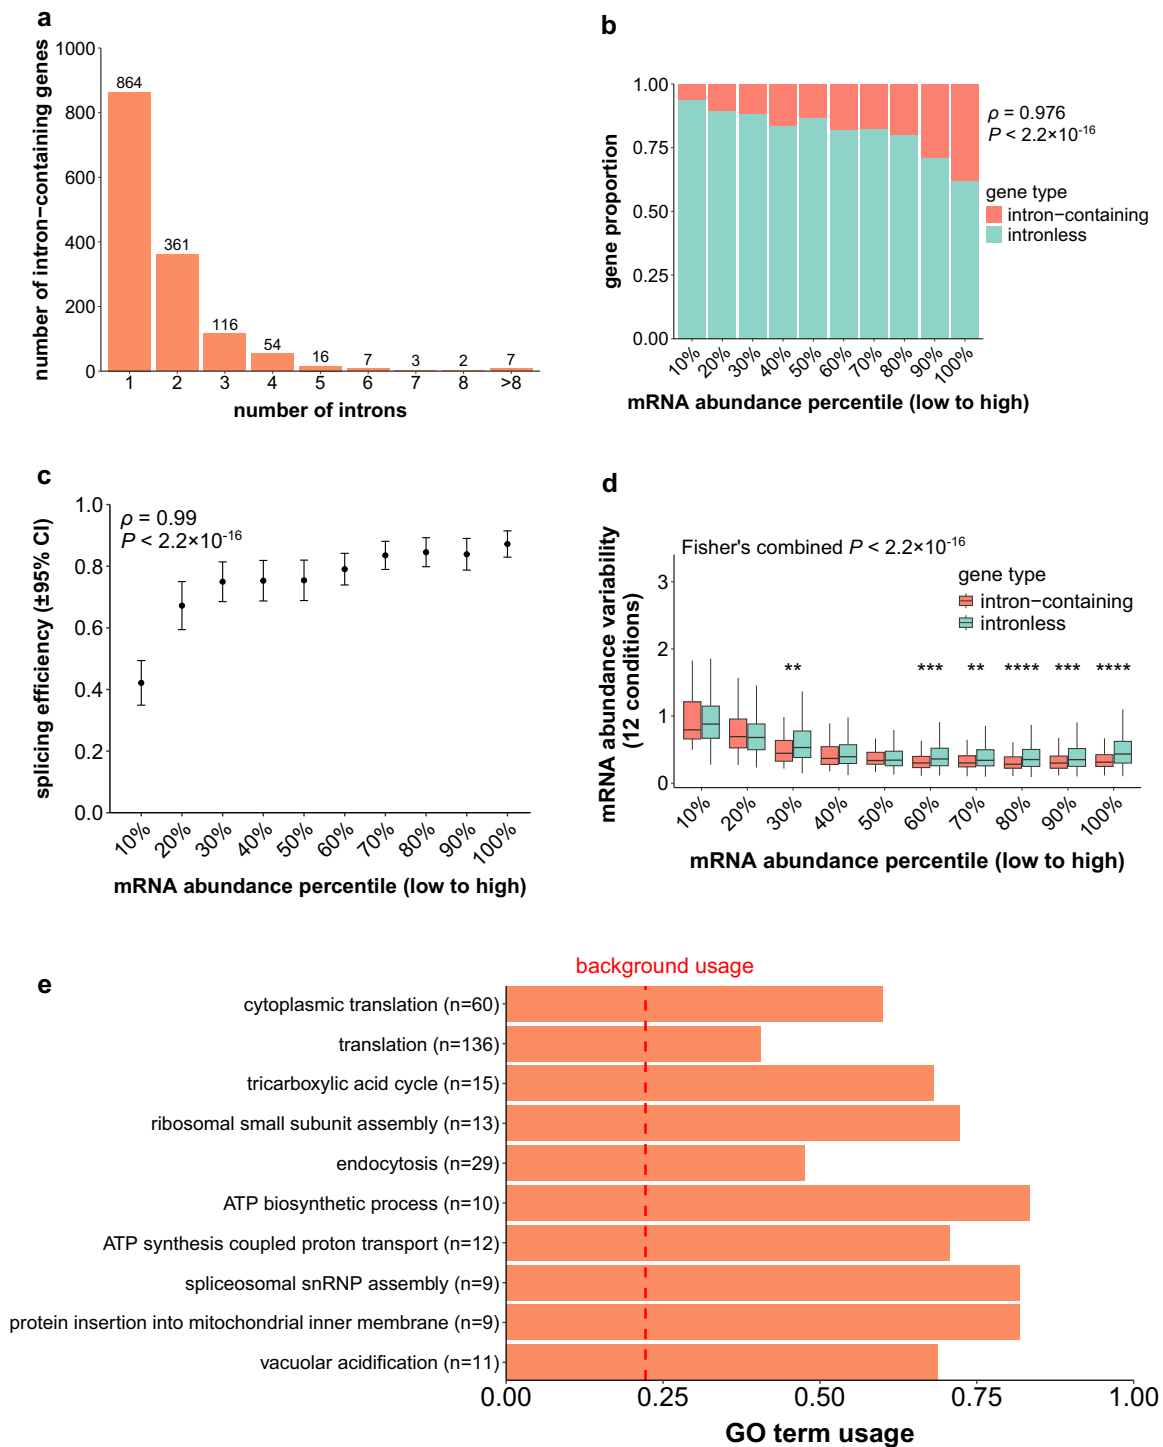 a
number of intron−containing genes
1000
800
600
400
200
0
864
361
116
54
16
7
3
2
7
1 2 3 4 5 6 7 8 >8
number of introns
b
gene proportion
1.00
0.75
0.50
0.25
0.00
10% 20% 30% 40% 50% 60% 70% 80% 90% 100%
mRNA abundance percentile (low to high)
ρ = 0.976
P < 2.2×10⁻¹⁶
gene type
intron−containing
intronless
c
splicing efficiency (±95% CI)
1.0
0.8
0.6
0.4
0.2
0.0
ρ = 0.99
P < 2.2×10⁻¹⁶
10% 20% 30% 40% 50% 60% 70% 80% 90% 100%
mRNA abundance percentile (low to high)
d
mRNA abundance variability
(12 conditions)
Fisher's combined P < 2.2×10⁻¹⁶
gene type
intron−containing
intronless
3
2
1
0
** *** ** **** *** ****
10% 20% 30% 40% 50% 60% 70% 80% 90% 100%
mRNA abundance percentile (low to high)
e
background usage
cytoplasmic translation (n=60)
translation (n=136)
tricarboxylic acid cycle (n=15)
ribosomal small subunit assembly (n=13)
endocytosis (n=29)
ATP biosynthetic process (n=10)
ATP synthesis coupled proton transport (n=12)
spliceosomal snRNP assembly (n=9)
protein insertion into mitochondrial inner membrane (n=9)
vacuolar acidification (n=11)
0.00 0.25 0.50 0.75 1.00
GO term usage